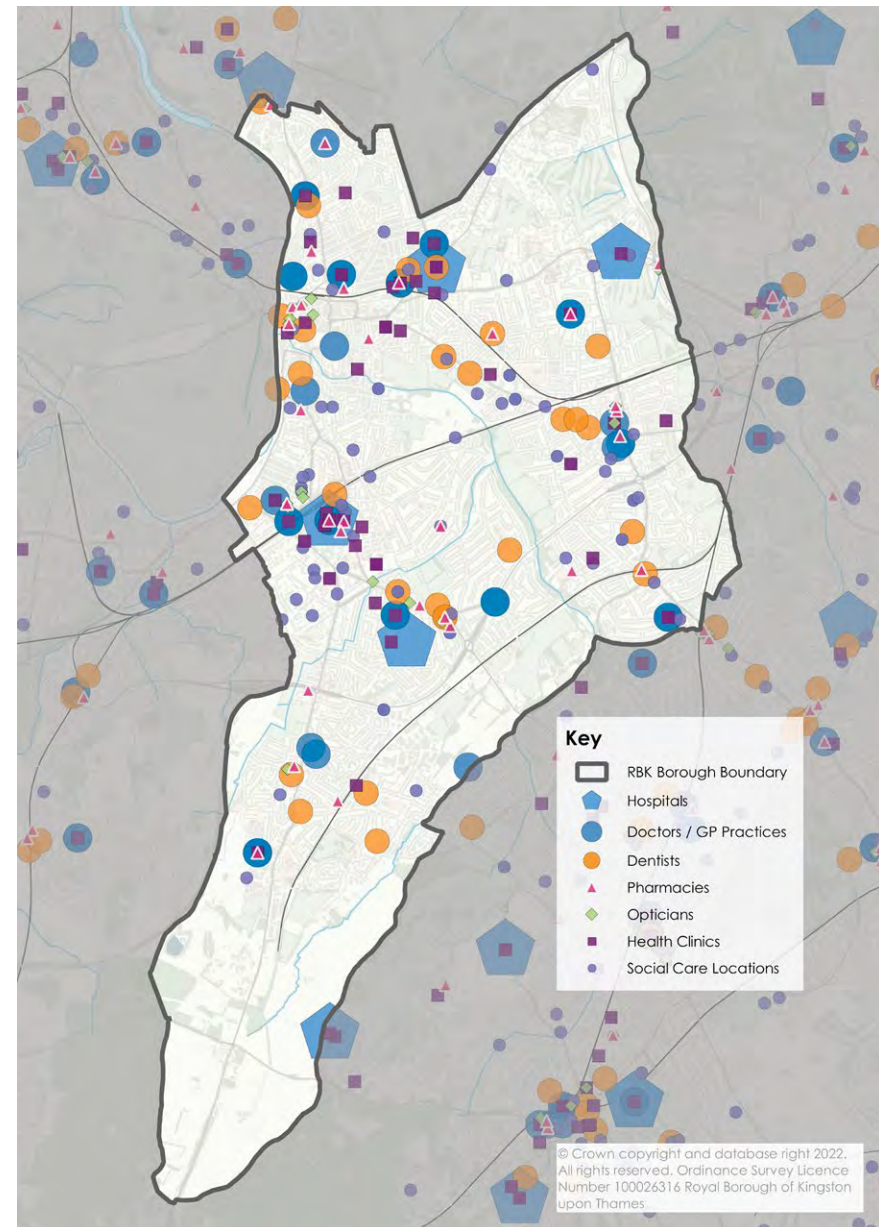 Key
RBK Borough Boundary
Hospitals
Doctors / GP Practices
Dentists
Pharmacies
Opticians
Health Clinics
Social Care Locations
© Crown copyright and database right 2022.
All rights reserved. Ordinance Survey Licence
Number 100026316 Royal Borough of Kingston
upon Thames